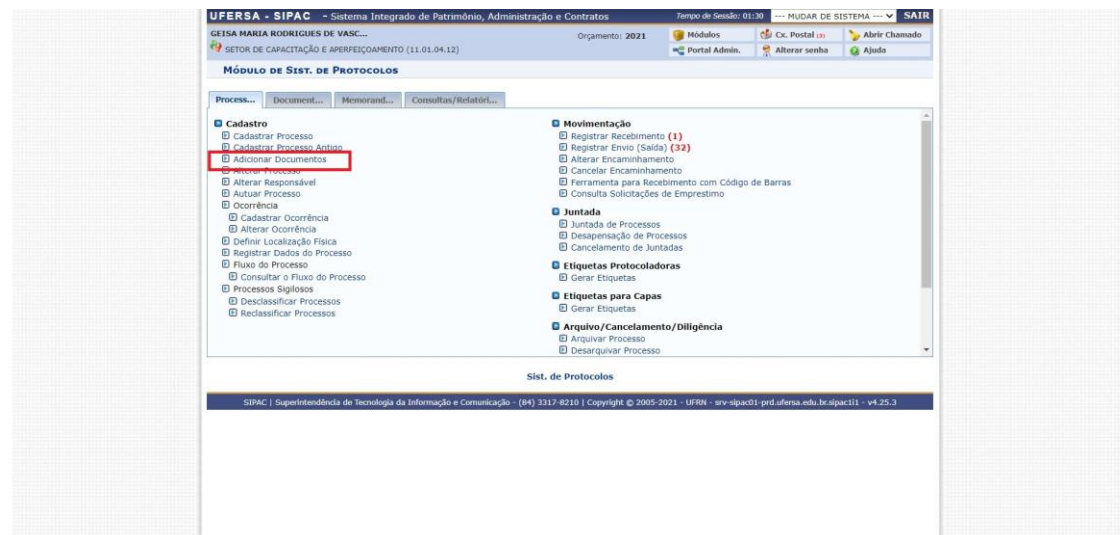 UFERSA - SIPAC - Sistema Integrado de Patrimônio, Administração e Contratos Tempo de Sessão: 01:30 --- MUDAR DE SISTEMA --- SAIR
GEISA MARIA RODRIGUES DE VASC... Orçamento: 2021 Módulos Cx. Postal (3) Abrir Chamado
SETOR DE CAPACITAÇÃO E APERFEIÇOAMENTO (11.01.04.12) Portal Admin. Alterar senha Ajuda
MÓDULO DE SIST. DE PROTOCOLOS
Process... Document... Memorand... Consultas/Relatóri...
Cadastro
Cadastrar Processo
Cadastrar Processo Antigo
Adicionar Documentos
Alterar Processo
Alterar Responsável
Autuar Processo
Ocorrência
Cadastrar Ocorrência
Alterar Ocorrência
Definir Localização Física
Registrar Dados do Processo
Fluxo do Processo
Consultar o Fluxo do Processo
Processos Sigilosos
Desclassificar Processos
Reclassificar Processos
Movimentação
Registrar Recebimento (1)
Registrar Envio (Saída) (32)
Alterar Encaminhamento
Cancelar Encaminhamento
Ferramenta para Recebimento com Código de Barras
Consulta Solicitações de Emprestimo
Juntada
Juntada de Processos
Desapensação de Processos
Cancelamento de Juntadas
Etiquetas Protocoladoras
Gerar Etiquetas
Etiquetas para Capas
Gerar Etiquetas
Arquivo/Cancelamento/Diligência
Arquivar Processo
Desarquivar Processo
Sist. de Protocolos
SIPAC | Superintendência de Tecnologia da Informação e Comunicação - (84) 3317-8210 | Copyright © 2005-2021 - UFRN - srv-sipac01-prd.ufersa.edu.br.sipac1i1 - v4.25.3